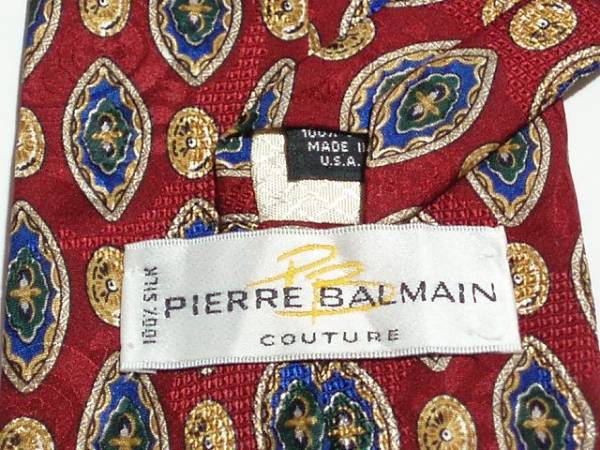 100%
MADE I
U.S.A.
100% SILK
PB
PIERRE BALMAIN
COUTURE